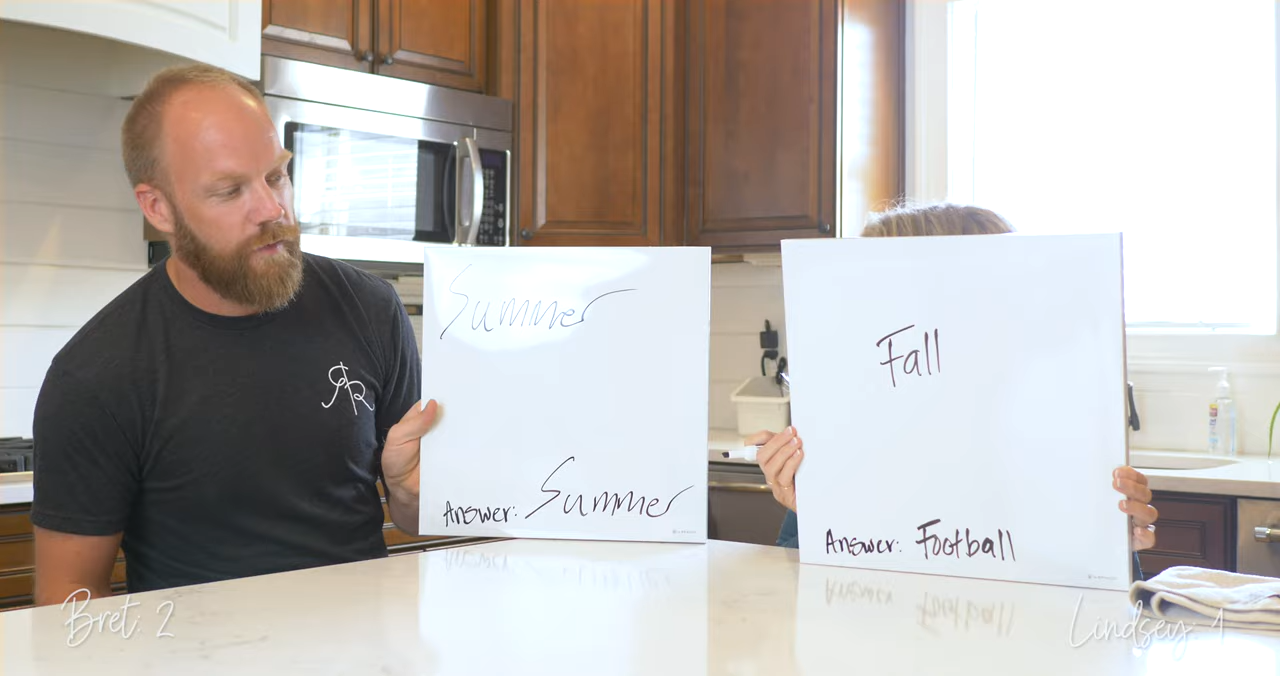 Summer
Answer: Summer
Fall
Answer: Football
Bret: 2
Lindsey: 1